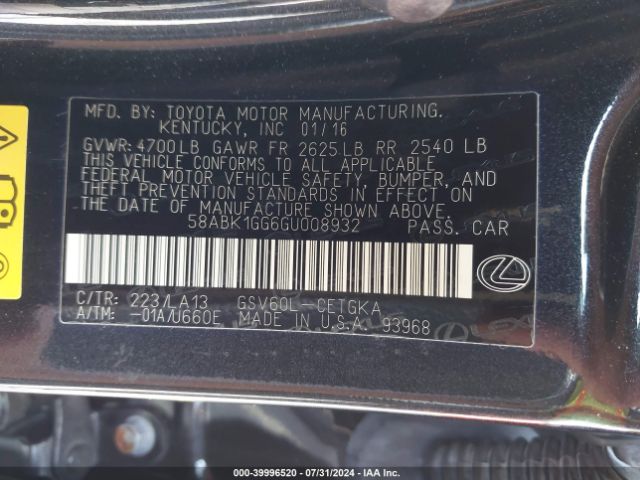 MFD. BY: TOYOTA MOTOR MANUFACTURING.
KENTUCKY, INC 01/16
GVWR: 4700LB GAWR FR 2625LB RR 2540 LB
THIS VEHICLE CONFORMS TO ALL APPLICABLE
FEDERAL MOTOR VEHICLE SAFETY, BUMPER, AND
THEFT PREVENTION STANDARDS IN EFFECT ON
THE DATE OF MANUFACTURE SHOWN ABOVE.
58ABK1GG6GU008932 PASS. CAR
C/TR: 223/LA13 GSV60L-CETGKA
A/TM: -01A/U660E MADE IN U.S.A. 93968
000-39996520 / 07/31/2024 / IAA Inc.